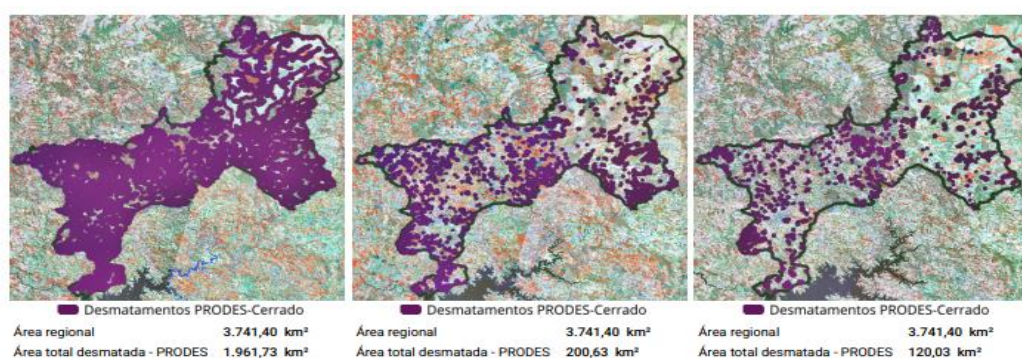 Desmatamentos PRODES-Cerrado
Área regional 3.741,40 km²
Área total desmatada - PRODES 1.961,73 km²
Desmatamentos PRODES-Cerrado
Área regional 3.741,40 km²
Área total desmatada - PRODES 200,63 km²
Desmatamentos PRODES-Cerrado
Área regional 3.741,40 km²
Área total desmatada - PRODES 120,03 km²